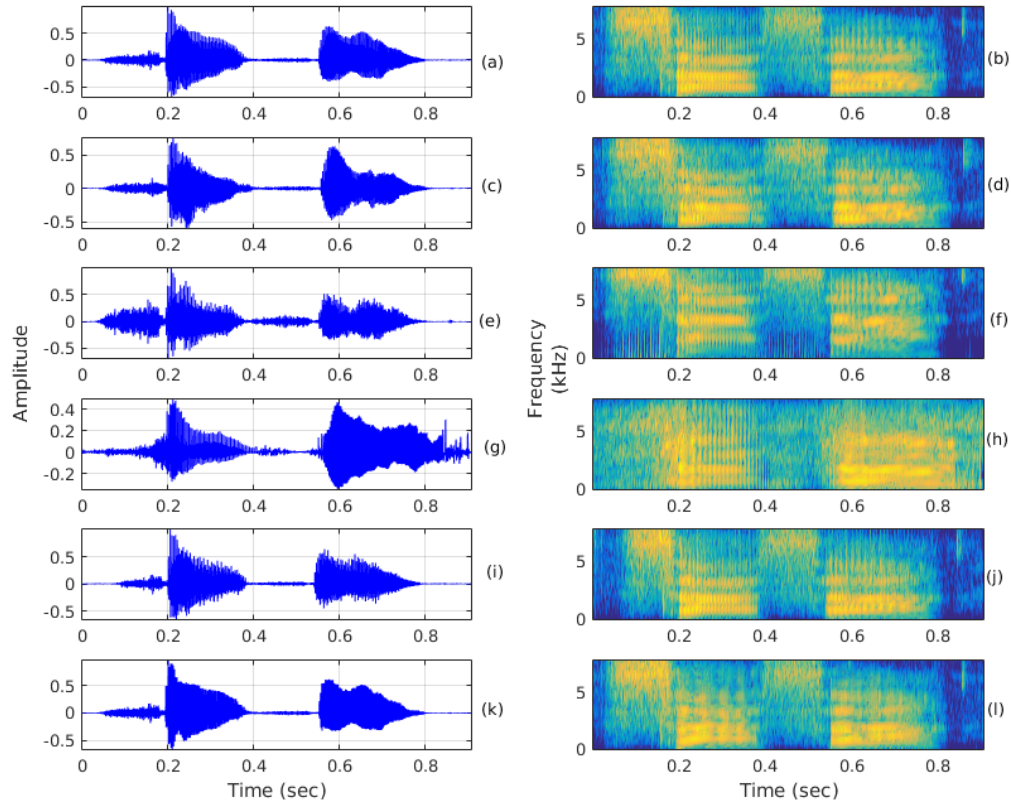 0.5 0 -0.5 (a) 5 0 (b)
0 0.2 0.4 0.6 0.8 0.2 0.4 0.6 0.8
0.5 0 -0.5 (c) 5 0 (d)
0 0.2 0.4 0.6 0.8 0.2 0.4 0.6 0.8
0.5 0 -0.5 (e) 5 0 (f)
0 0.2 0.4 0.6 0.8 0.2 0.4 0.6 0.8
Amplitude
Frequency
(kHz)
0.4 0.2 0 -0.2 (g) 5 0 (h)
0 0.2 0.4 0.6 0.8 0.2 0.4 0.6 0.8
0.5 0 -0.5 (i) 5 0 (j)
0 0.2 0.4 0.6 0.8 0.2 0.4 0.6 0.8
0.5 0 -0.5 (k) 5 0 (l)
0 0.2 0.4 0.6 0.8 0.2 0.4 0.6 0.8
Time (sec) Time (sec)